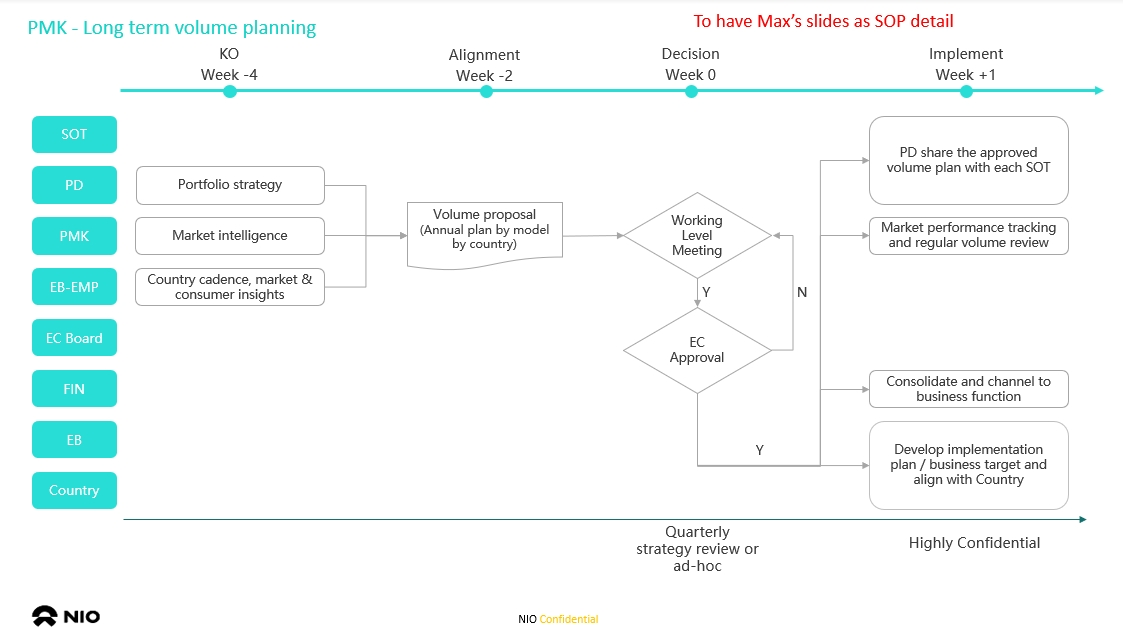 PMK - Long term volume planning
To have Max's slides as SOP detail
KO
Week -4
Alignment
Week -2
Decision
Week 0
Implement
Week +1
SOT
PD
PMK
EB-EMP
EC Board
FIN
EB
Country
Portfolio strategy
Market intelligence
Country cadence, market &
consumer insights
Volume proposal
(Annual plan by model
by country)
Working
Level
Meeting
Y
N
EC
Approval
Y
PD share the approved
volume plan with each SOT
Market performance tracking
and regular volume review
Consolidate and channel to
business function
Develop implementation
plan / business target and
align with Country
Quarterly
strategy review or
ad-hoc
Highly Confidential
NIO
NIO Confidential